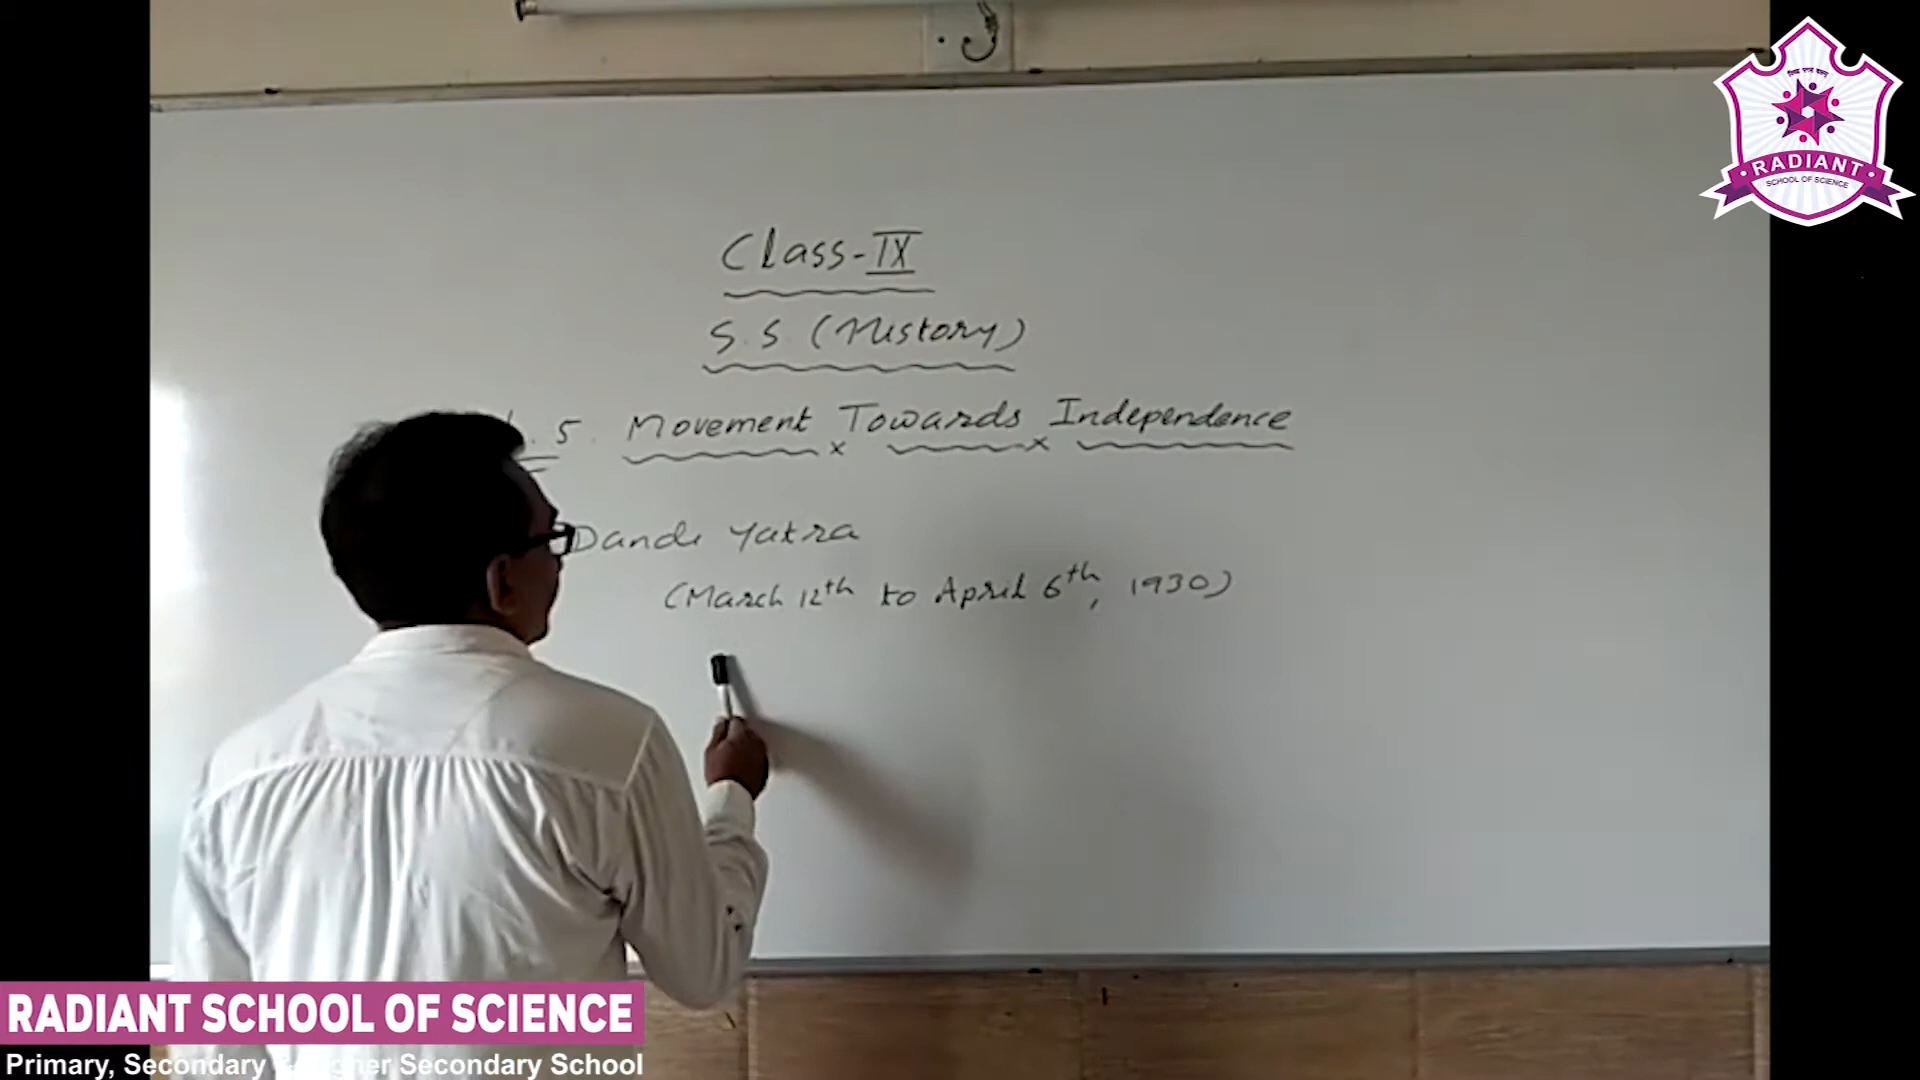 Class-IX
S.S (History)
5. Movement Towards Independence
Dandi Yatra
(March 12th to April 6th, 1930)
RADIANT
SCHOOL OF SCIENCE
RADIANT SCHOOL OF SCIENCE
Primary, Secondary Secondary School